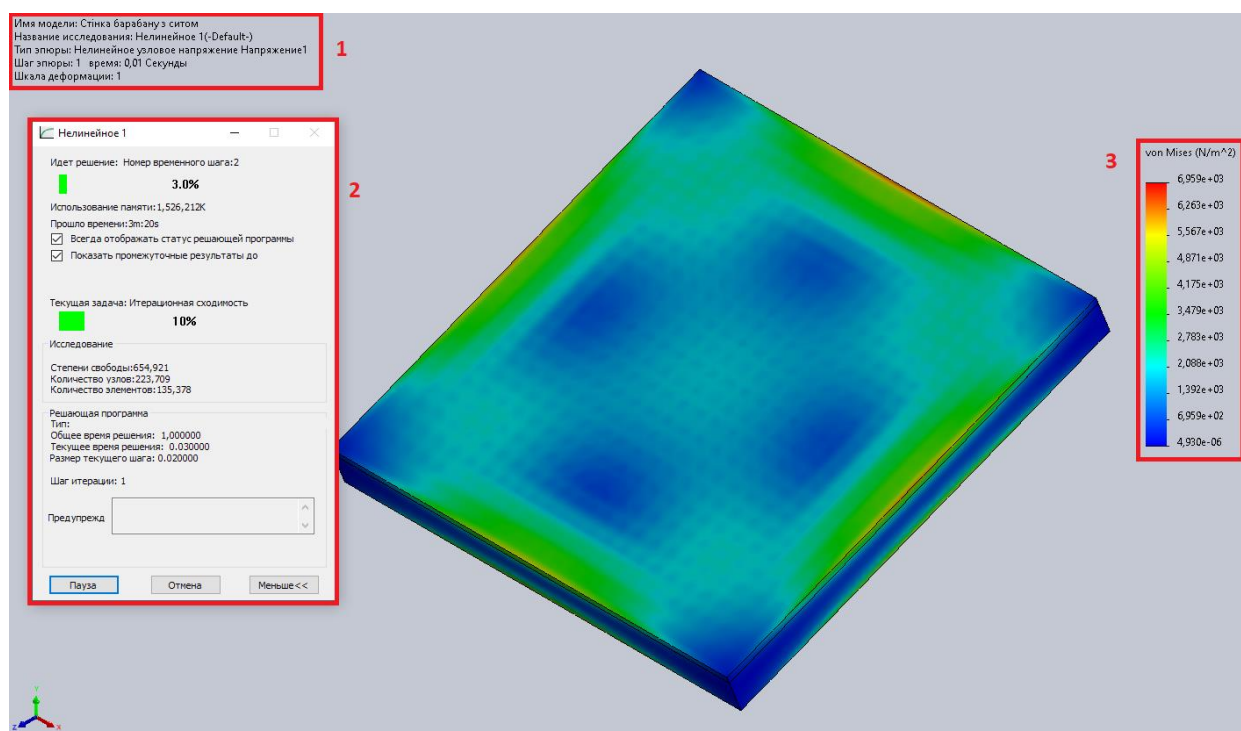 Имя модели: Стінка барабану з ситом
Название исследования: Нелинейное 1(-Default-)
Тип эпюры: Нелинейное узловое напряжение Напряжение1
Шаг эпюры: 1 время: 0,01 Секунды
Шкала деформации: 1
1
Нелинейное 1
Идет решение: Номер временного шага:2
3.0%
Использование памяти:1,526,212K
Прошло времени:3m:20s
Всегда отображать статус решающей программы
Показать промежуточные результаты до
Текущая задача: Итерационная сходимость
10%
Исследование
Степени свободы:654,921
Количество узлов:223,709
Количество элементов:135,378
Решающая программа
Тип:
Общее время решения: 1,000000
Текущее время решения: 0.030000
Размер текущего шага: 0.020000
Шаг итерации: 1
Предупрежд
Пауза
Отмена
Меньше<<
2
3
von Mises (N/m^2)
6,959e+03
6,263e+03
5,567e+03
4,871e+03
4,175e+03
3,479e+03
2,783e+03
2,088e+03
1,392e+03
6,959e+02
4,930e-06
Y
Z
X